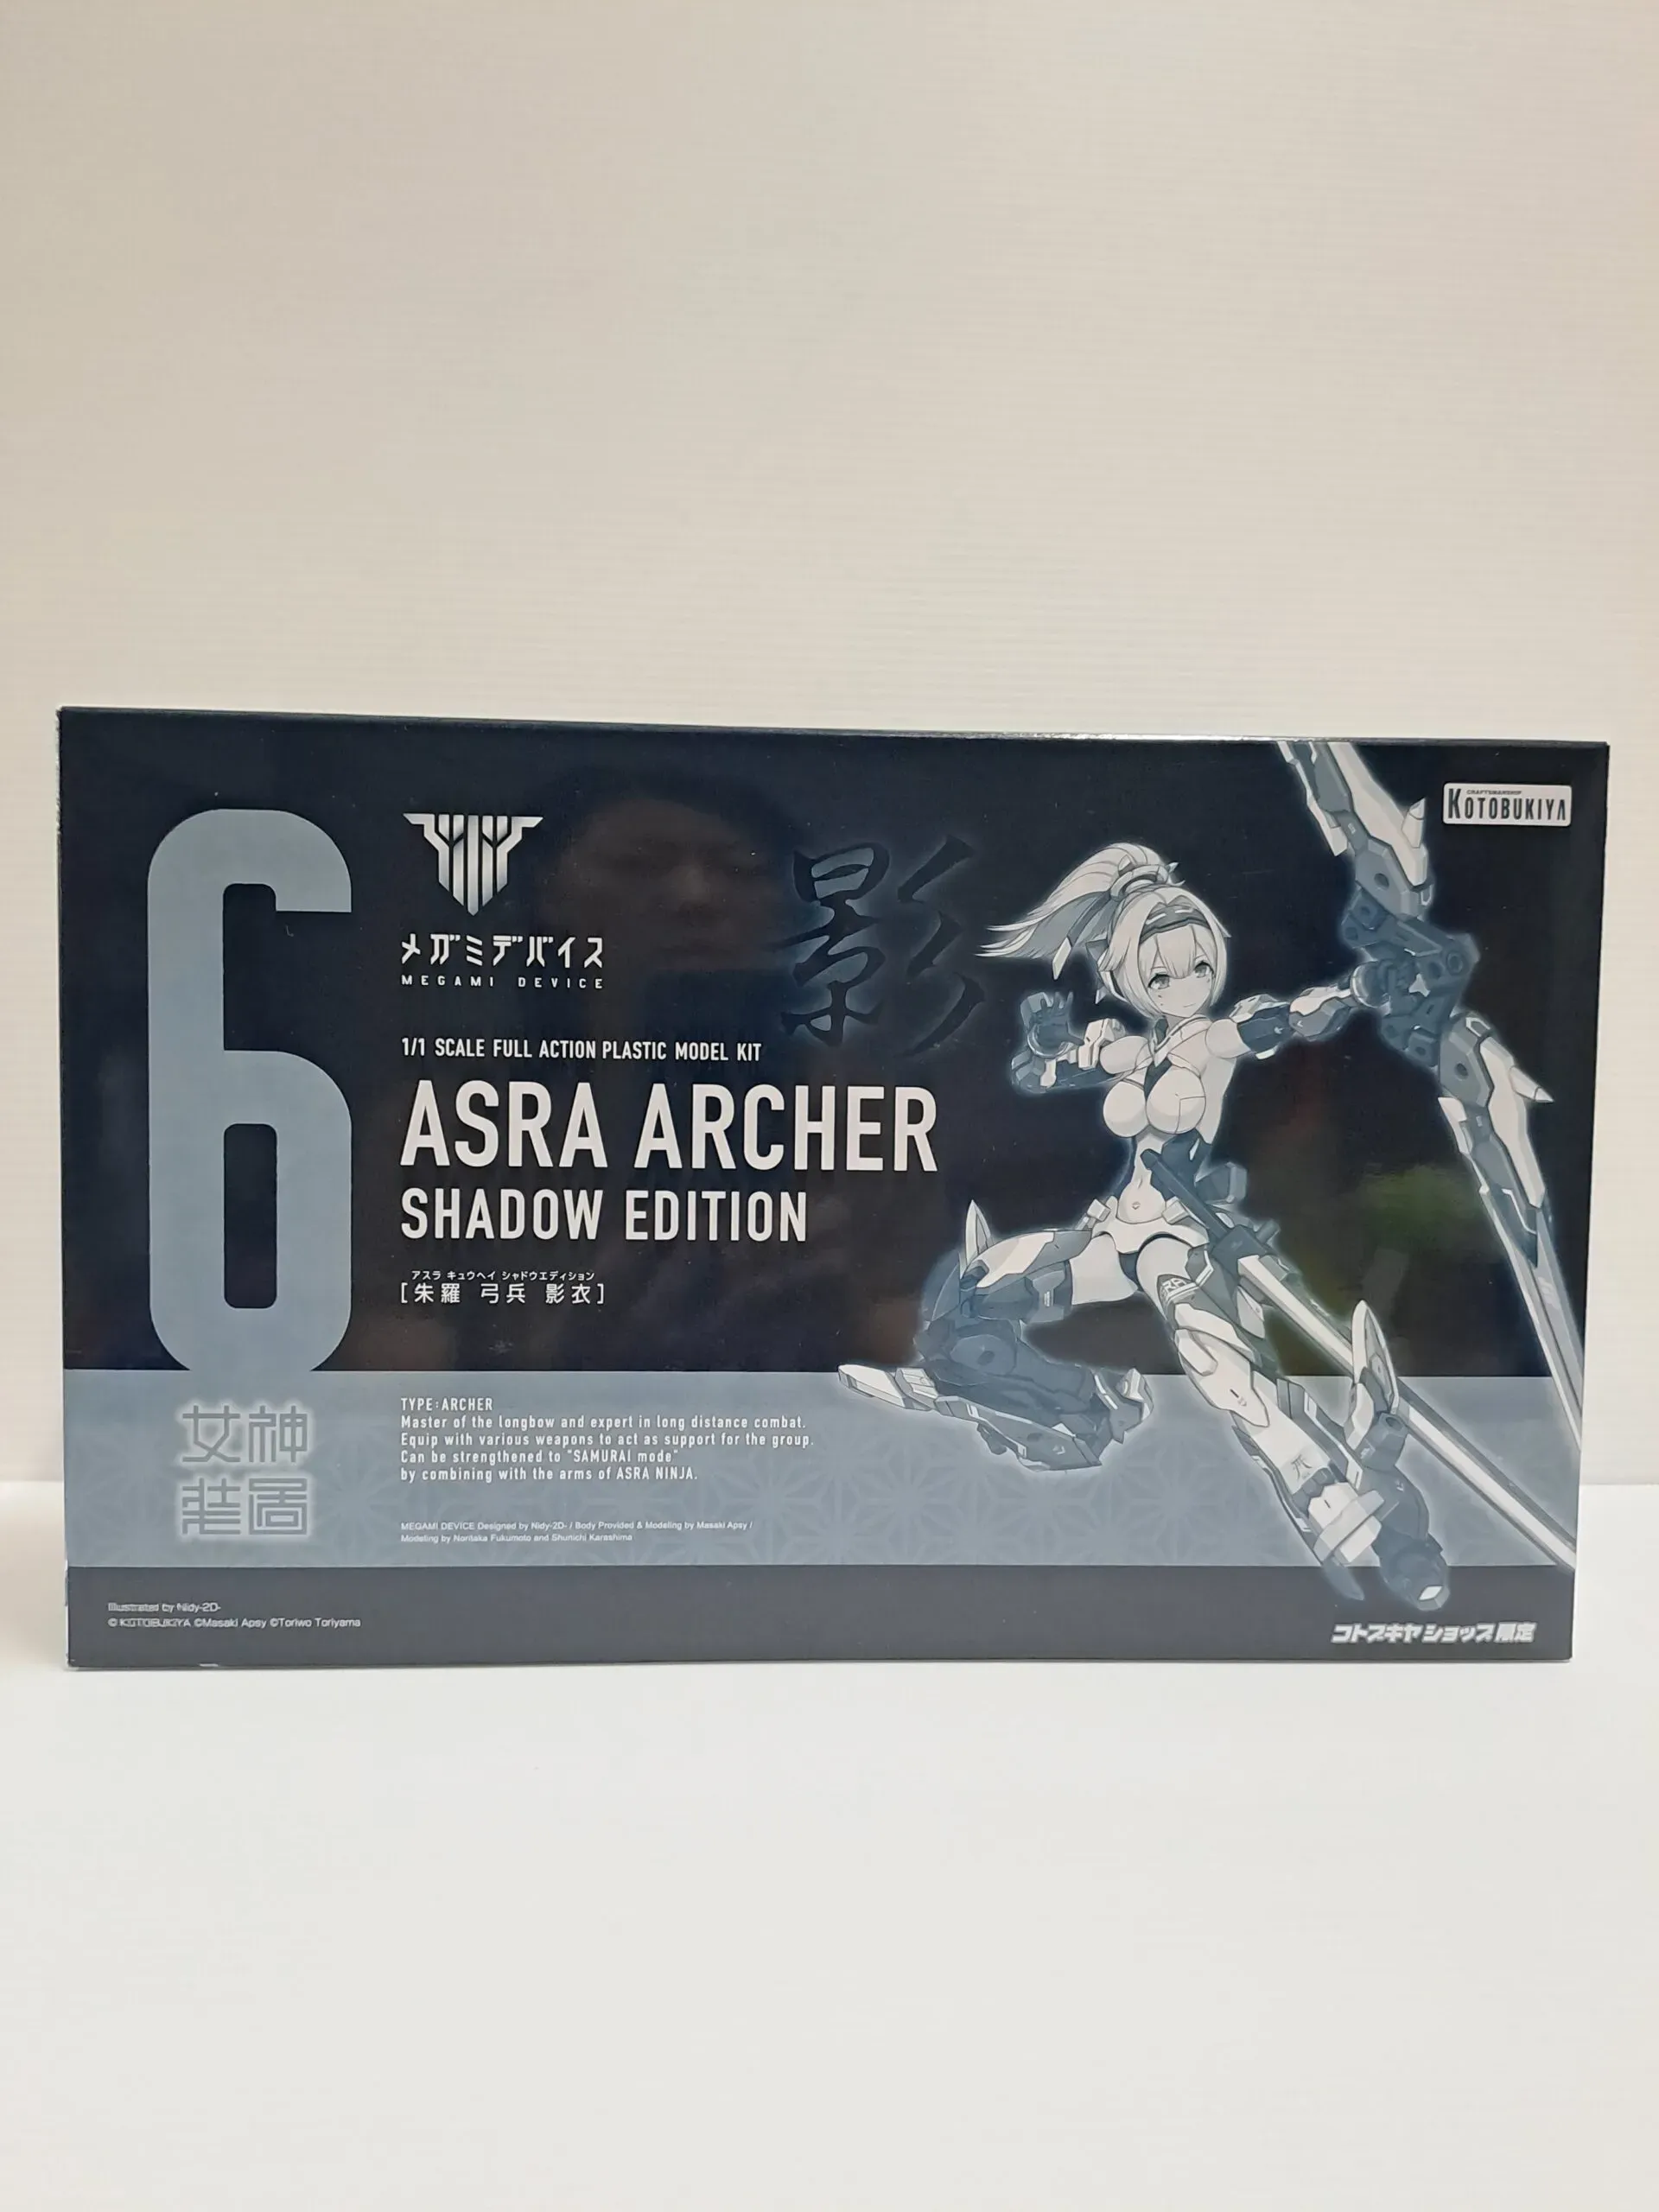 6
メガミデバイス
MEGAMI DEVICE
影
CRAFTSMANSHIP
KOTOBUKIYA
1/1 SCALE FULL ACTION PLASTIC MODEL KIT
ASRA ARCHER
SHADOW EDITION
アスラ キュウヘイ シャドウエディション
[朱羅 弓兵 影衣]
女神
装置
TYPE:ARCHER
Master of the longbow and expert in long distance combat.
Equip with various weapons to act as support for the group.
Can be strengthened to "SAMURAI mode"
by combining with the arms of ASRA NINJA.
MEGAMI DEVICE Designed by Nidy-2D- / Body Provided & Modeling by Masaki Apsy /
Modeling by Noritaka Fukumoto and Shunichi Karashima
Illustrated by Nidy-2D-
© KOTOBUKIYA ©Masaki Apsy ©Toriwo Toriyama
コトブキヤショップ限定